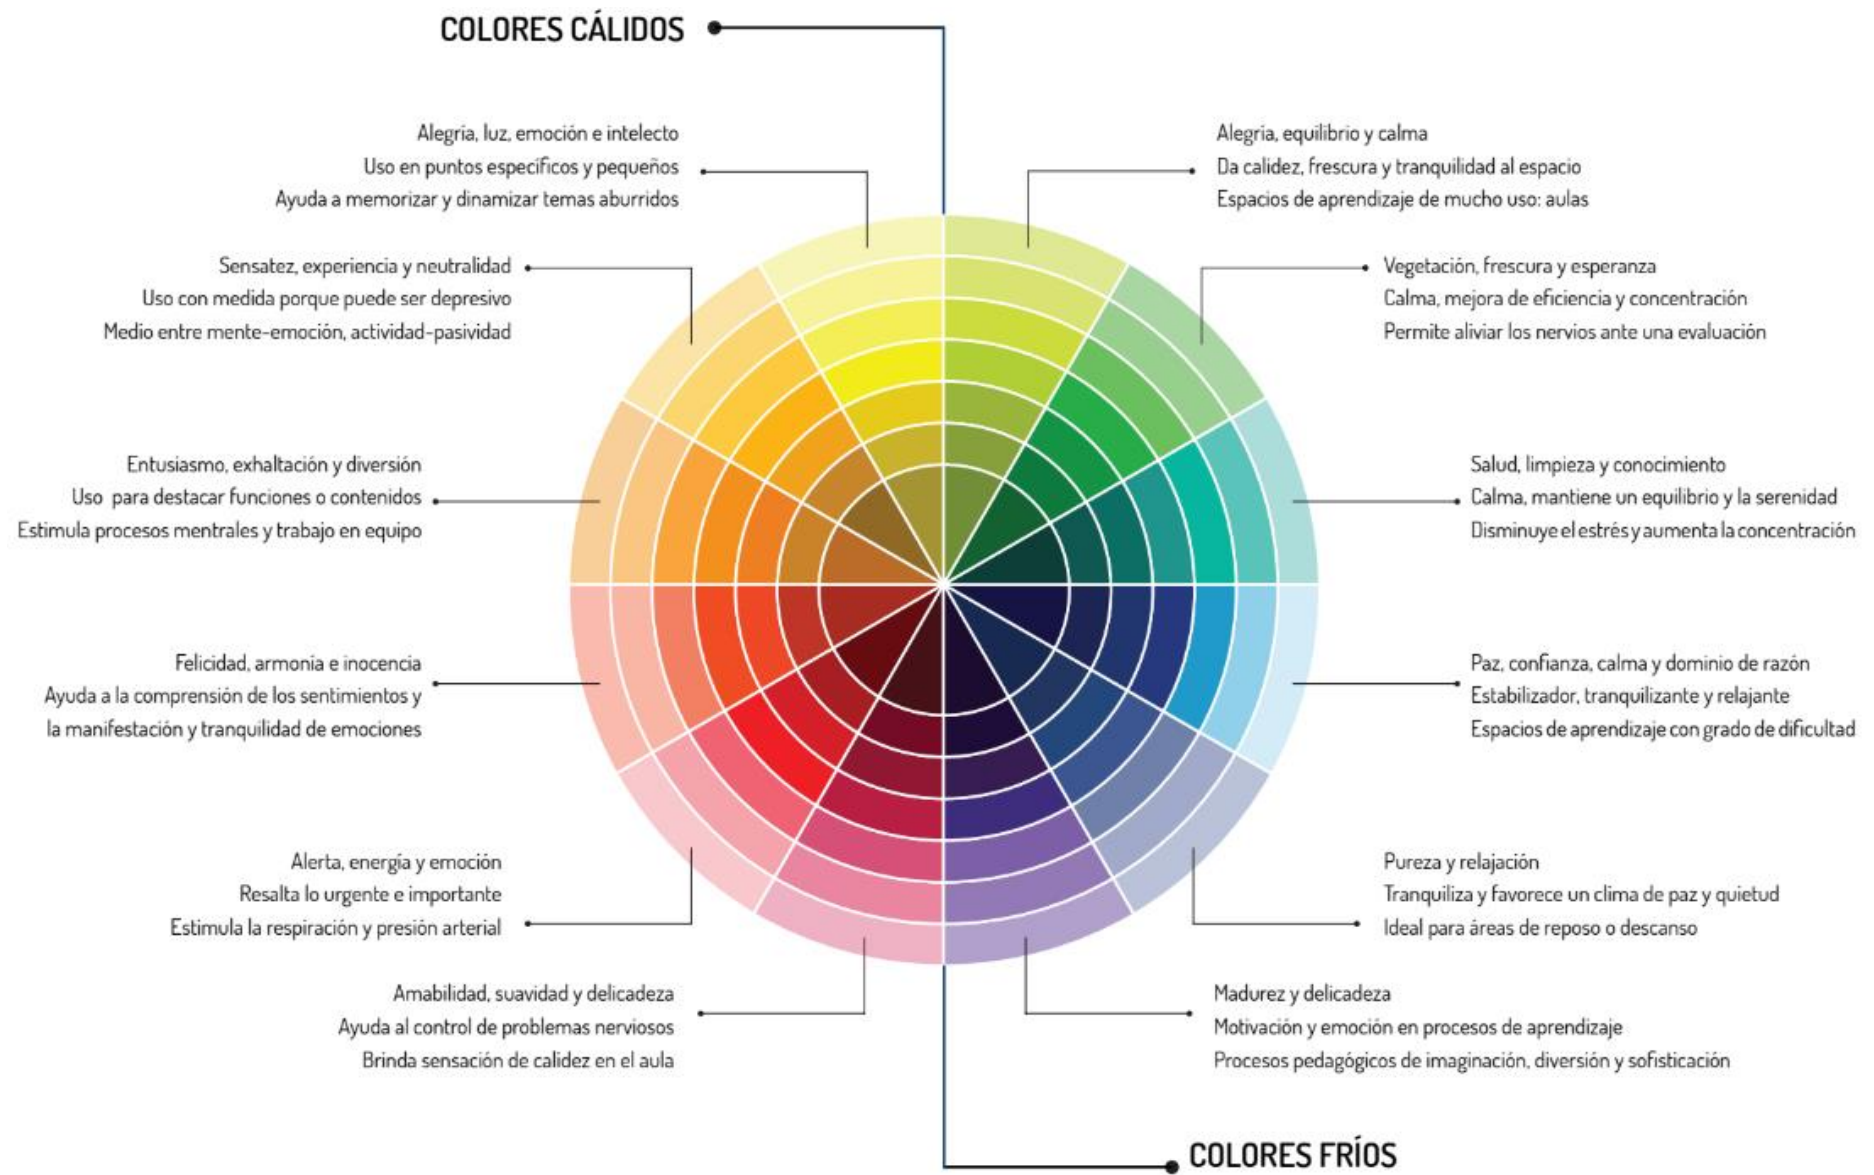 COLORES CÁLIDOS
Alegría, luz, emoción e intelecto
Uso en puntos específicos y pequeños
Ayuda a memorizar y dinamizar temas aburridos
Sensatez, experiencia y neutralidad
Uso con medida porque puede ser depresivo
Medio entre mente-emoción, actividad-pasividad
Entusiasmo, exhaltación y diversión
Uso para destacar funciones o contenidos
Estimula procesos mentales y trabajo en equipo
Felicidad, armonía e inocencia
Ayuda a la comprensión de los sentimientos y
la manifestación y tranquilidad de emociones
Alerta, energía y emoción
Resalta lo urgente e importante
Estimula la respiración y presión arterial
Amabilidad, suavidad y delicadeza
Ayuda al control de problemas nerviosos
Brinda sensación de calidez en el aula
Alegría, equilibrio y calma
Da calidez, frescura y tranquilidad al espacio
Espacios de aprendizaje de mucho uso: aulas
Vegetación, frescura y esperanza
Calma, mejora de eficiencia y concentración
Permite aliviar los nervios ante una evaluación
Salud, limpieza y conocimiento
Calma, mantiene un equilibrio y la serenidad
Disminuye el estrés y aumenta la concentración
Paz, confianza, calma y dominio de razón
Estabilizador, tranquilizante y relajante
Espacios de aprendizaje con grado de dificultad
Pureza y relajación
Tranquiliza y favorece un clima de paz y quietud
Ideal para áreas de reposo o descanso
Madurez y delicadeza
Motivación y emoción en procesos de aprendizaje
Procesos pedagógicos de imaginación, diversión y sofisticación
COLORES FRÍOS